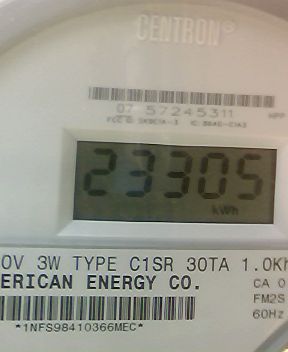 CENTRON®
07 57245311
23305
kWh
0V 3W TYPE C1SR 30TA 1.0Kh
ERICAN ENERGY CO.
CA 0
FM2S
60Hz
*1NFS98410366MEC*